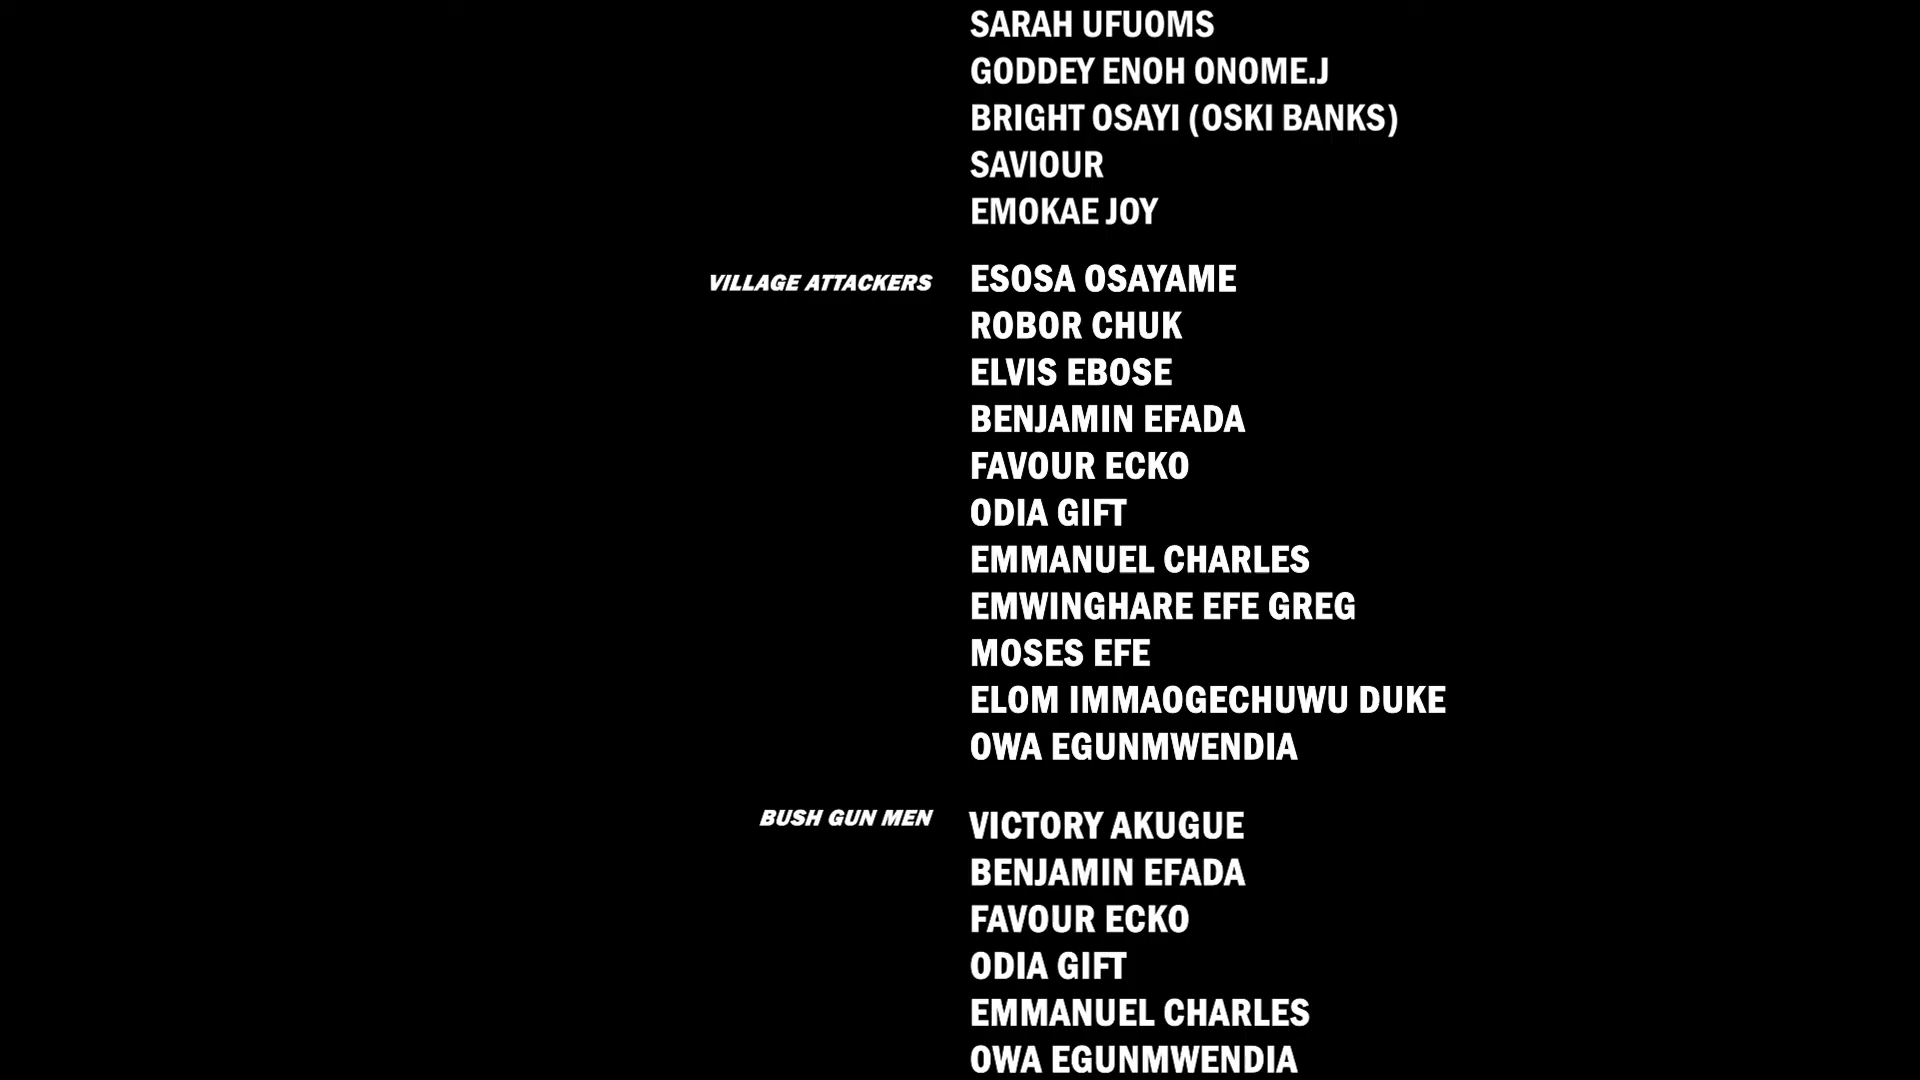 SARAH UFUOMS
GODDEY ENOH ONOME.J
BRIGHT OSAYI (OSKI BANKS)
SAVIOUR
EMOKAE JOY
VILLAGE ATTACKERS ESOSA OSAYAME
ROBOR CHUK
ELVIS EBOSE
BENJAMIN EFADA
FAVOUR ECKO
ODIA GIFT
EMMANUEL CHARLES
EMWINGHARE EFE GREG
MOSES EFE
ELOM IMMAOGECHUWU DUKE
OWA EGUNMWENDIA
BUSH GUN MEN VICTORY AKUGUE
BENJAMIN EFADA
FAVOUR ECKO
ODIA GIFT
EMMANUEL CHARLES
OWA EGUNMWENDIA